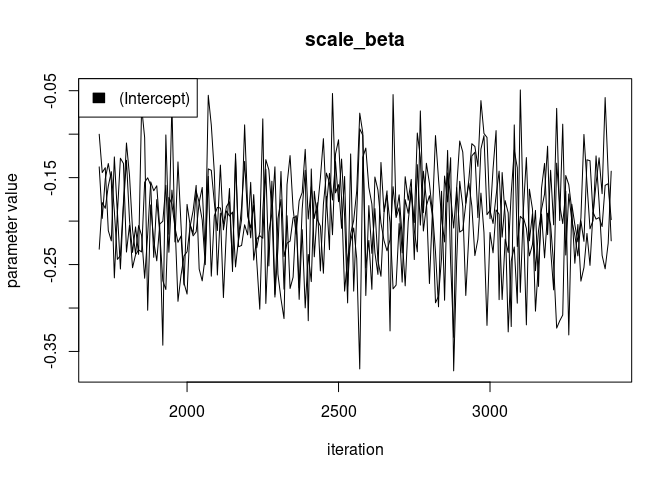 scale_beta
(Intercept)
parameter value
-0.05
-0.15
-0.25
-0.35
2000 2500 3000
iteration